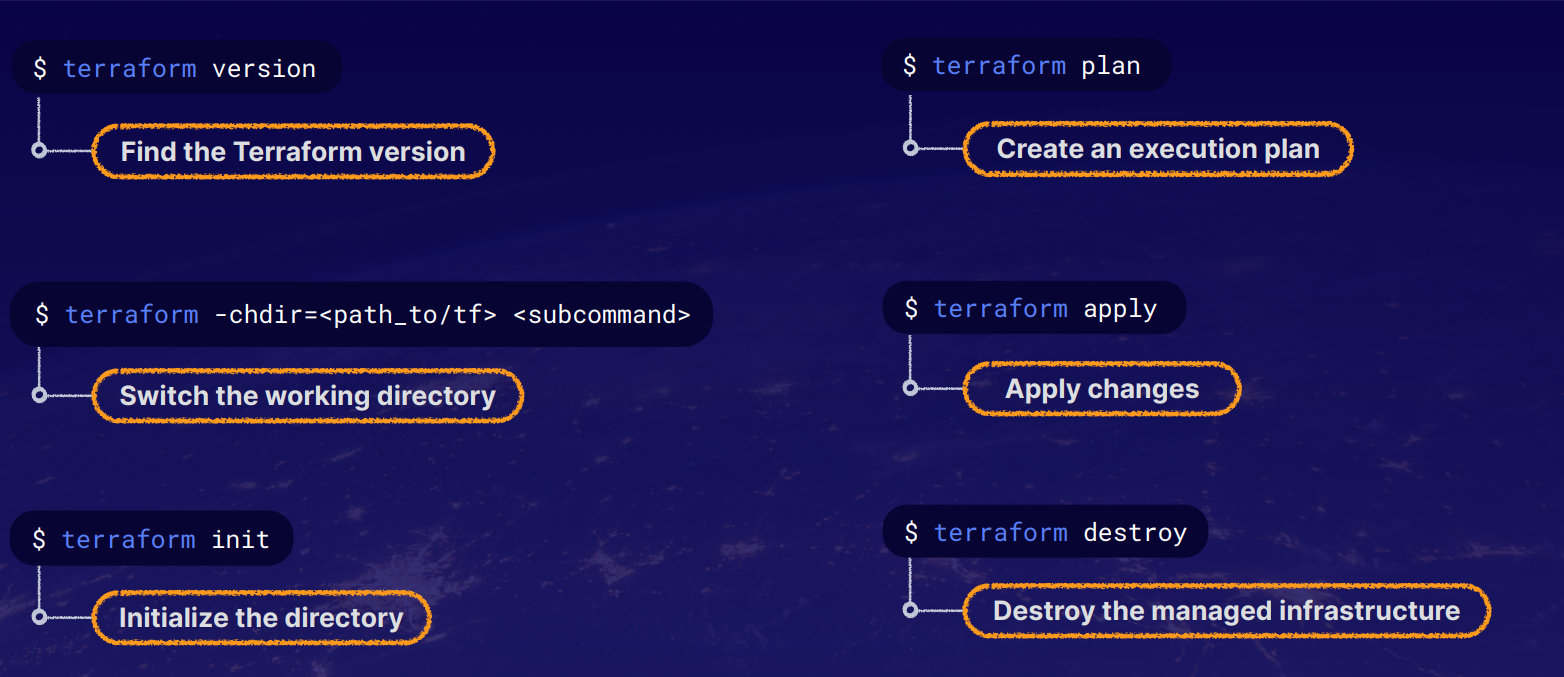 $ terraform version
Find the Terraform version
$ terraform -chdir=<path_to/tf> <subcommand>
Switch the working directory
$ terraform init
Initialize the directory
$ terraform plan
Create an execution plan
$ terraform apply
Apply changes
$ terraform destroy
Destroy the managed infrastructure